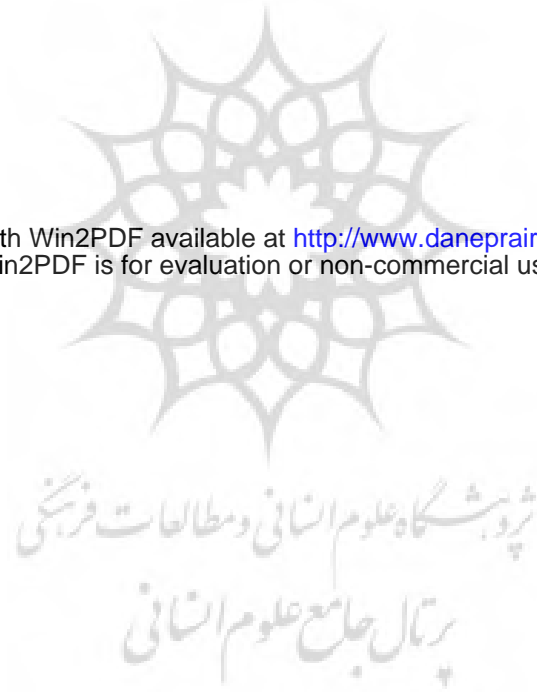 th Win2PDF available at http://www.daneprair
in2PDF is for evaluation or non-commercial us
پژوهشگاه علوم انسانی و مطالعات فرهنگی
پرتال جامع علوم انسانی